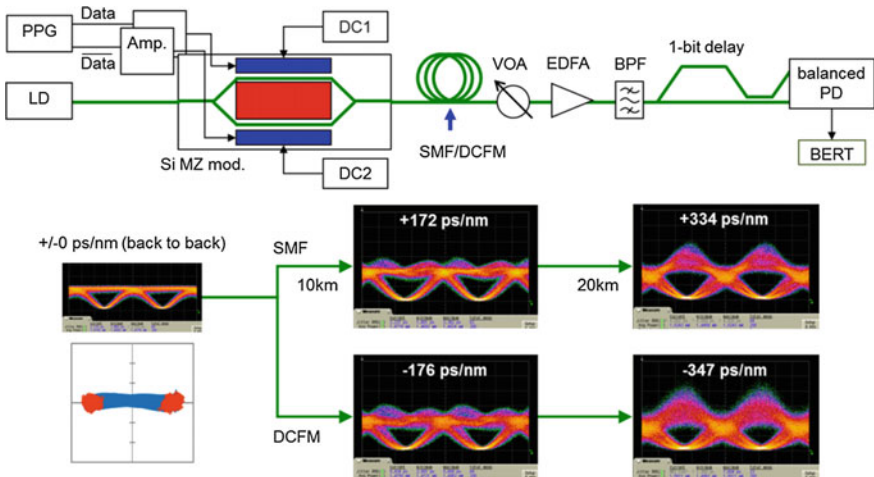 PPG
Data
Data
Amp.
DC1
LD
Si MZ mod.
DC2
SMF/DCFM
VOA
EDFA
BPF
1-bit delay
balanced
PD
BERT
+/-0 ps/nm (back to back)
SMF
10km
+172 ps/nm
20km
+334 ps/nm
DCFM
-176 ps/nm
-347 ps/nm